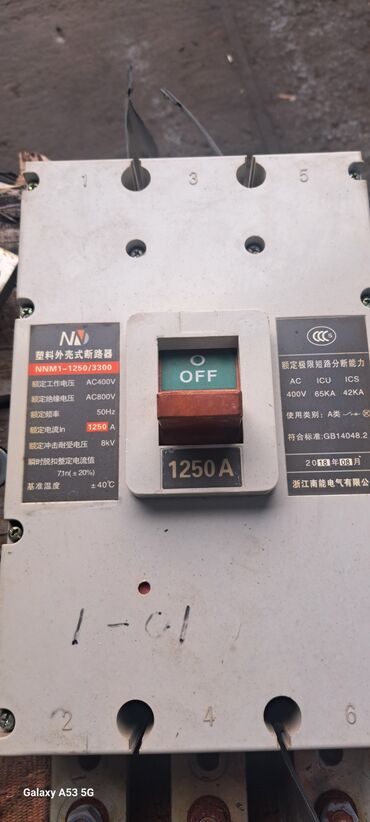 1 3 5
塑料外壳式断路器
NNM1-1250/3300
额定工作电压 AC400V
额定绝缘电压 AC800V
额定频率 50Hz
额定电流In 1250 A
额定冲击耐受电压 8kV
瞬时脱扣整定电流值
7In(±20%)
基准温度 ±40℃
O
OFF
1250A
CCC
额定极限短路分断能力
AC ICU ICS
400V 65KA 42KA
使用类别: A类
符合标准:GB14048.2
2018年08月
浙江南能电气有限公
1-01
2 4 6
Galaxy A53 5G